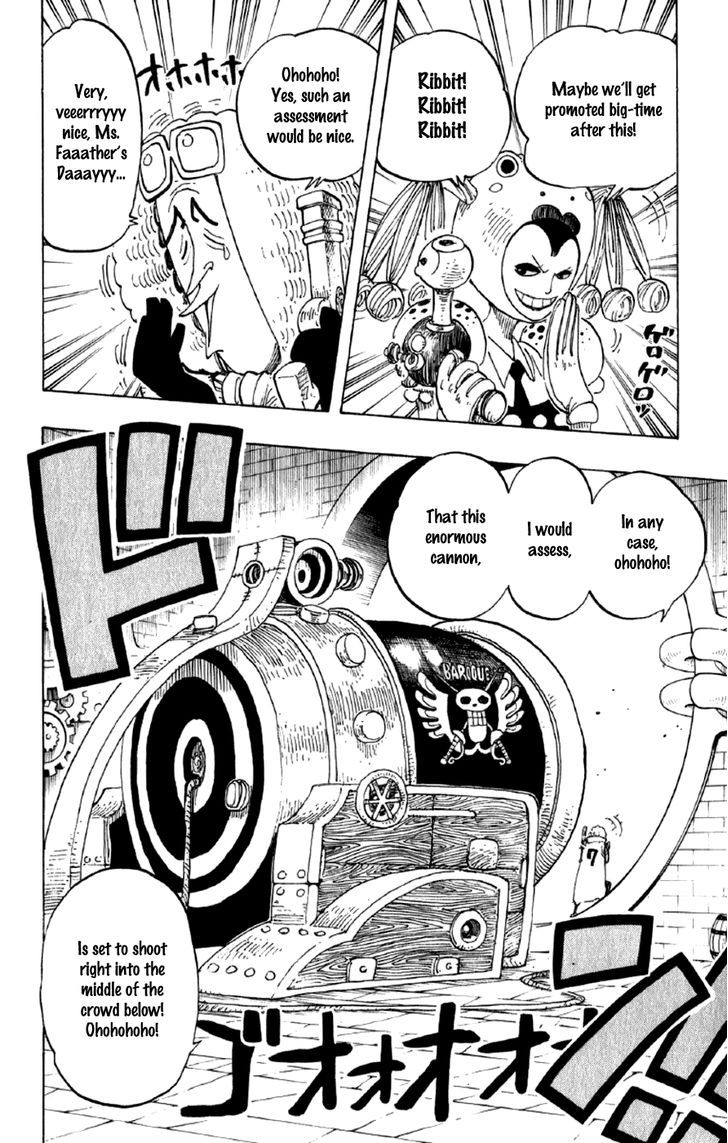 Maybe we'll get
promoted big-time
after this!
Ribbit!
Ribbit!
Ribbit!
ゲロゲロッ
Ohohoho!
Yes, such an
assessment
would be nice.
オホホホホ
Very,
veeerrryyy
nice, Ms.
Faaather's
Daaayyy...
In any
case,
ohohoho!
I would
assess,
That this
enormous
cannon,
BAROQUE
7
ドドン
Is set to shoot
right into the
middle of the
crowd below!
Ohohohoho!
ゴオオオオ